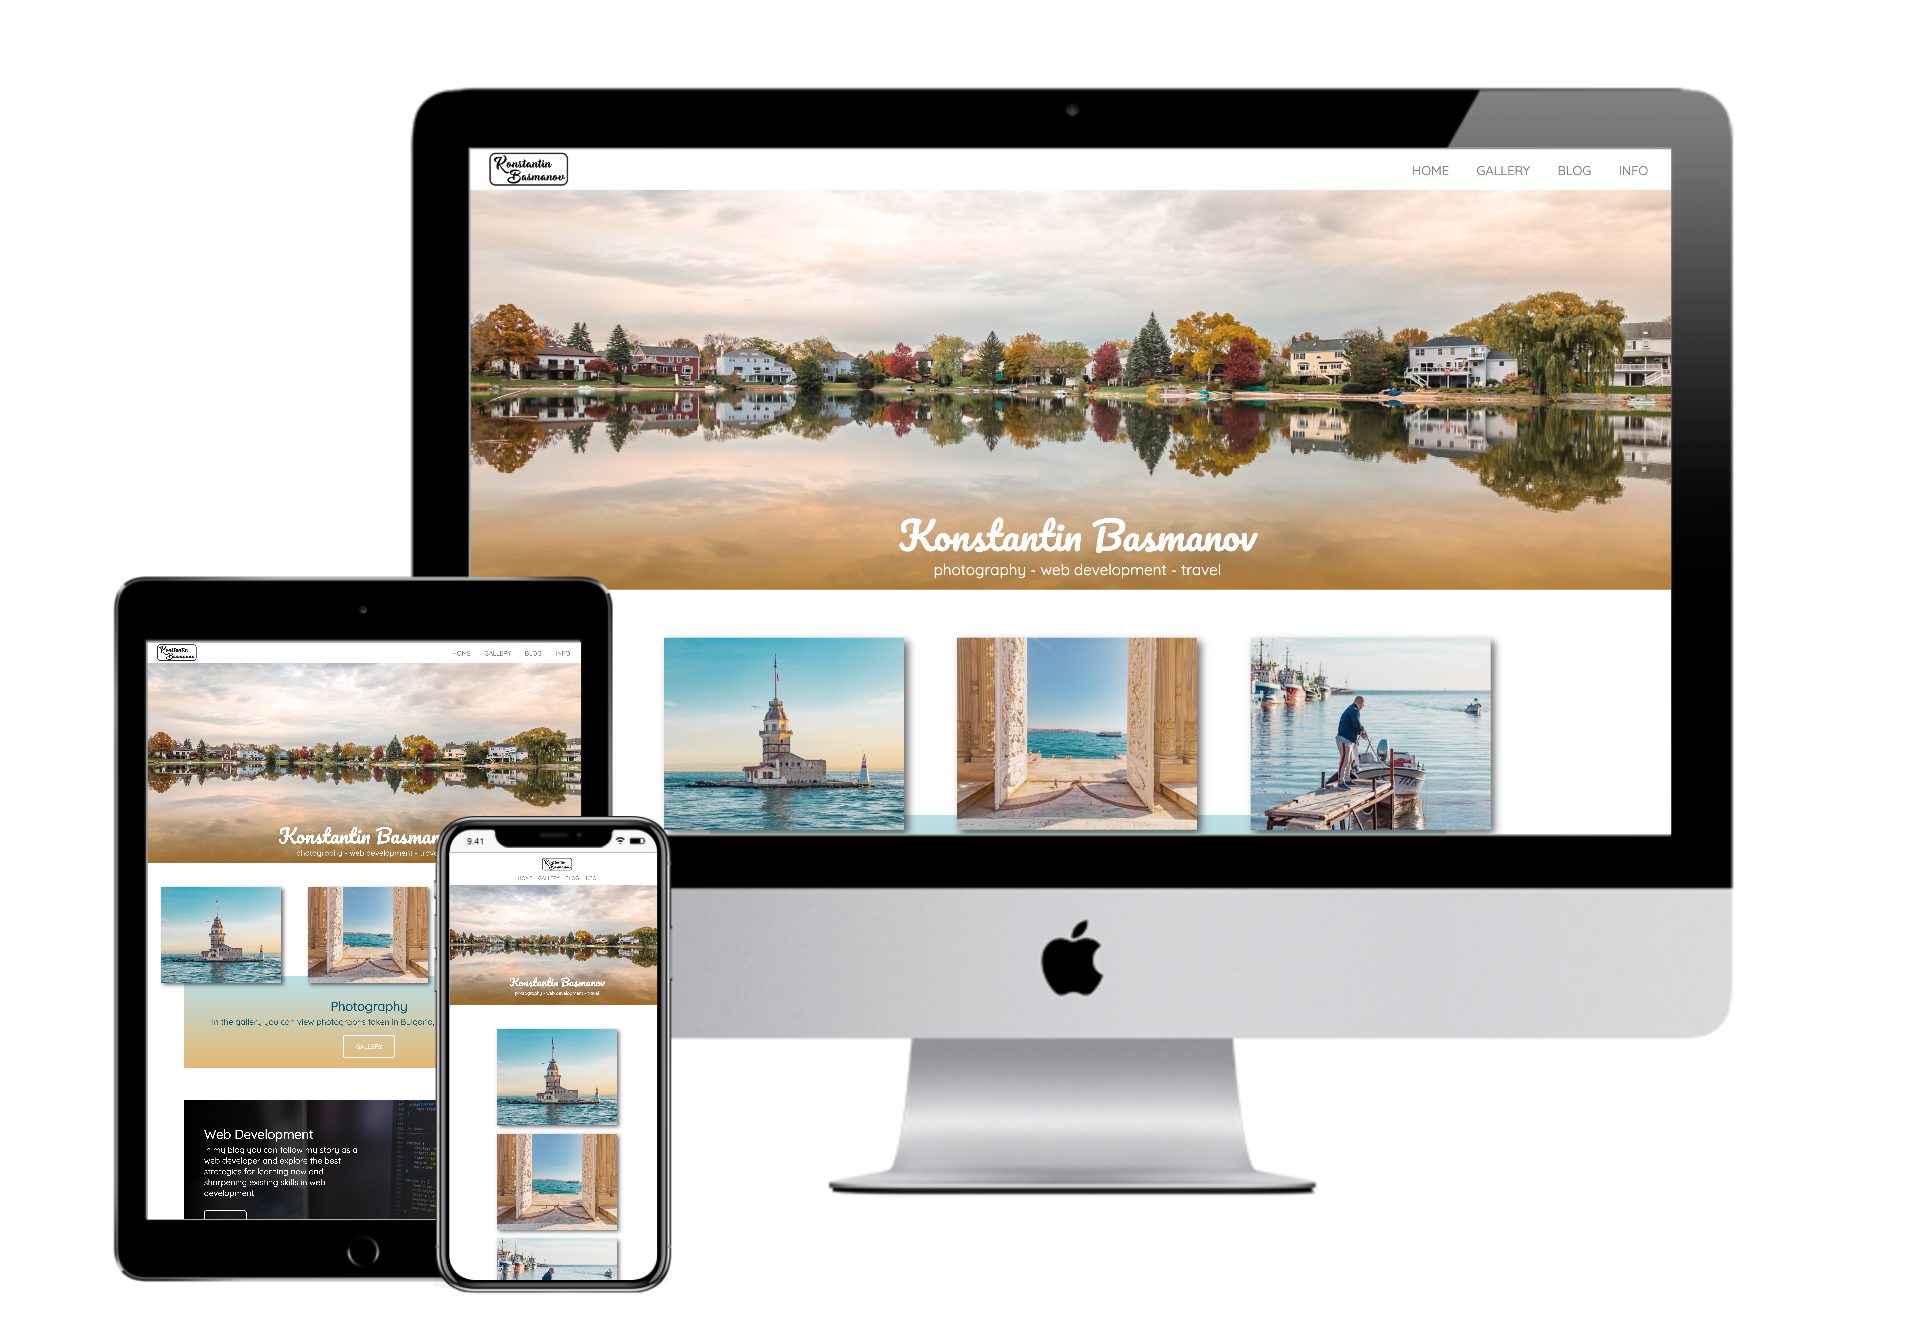 Konstantin
Basmanov
HOME GALLERY BLOG INFO
Konstantin Basmanov
photography - web development - travel
Konstantin
Basmanov
HOME GALLERY BLOG INFO
Konstantin Basman
photography - web development - trave
Photography
In the gallery you can view photographs taken in Bulgaria,
GALLERY
Web Development
In my blog you can follow my story as a
web developer and explore the best
strategies for learning new and
sharpening existing skills in web
development
9:41
Konstantin
Basmanov
HOME GALLERY BLOG INFO
Konstantin Basmanov
photography - web development - travel